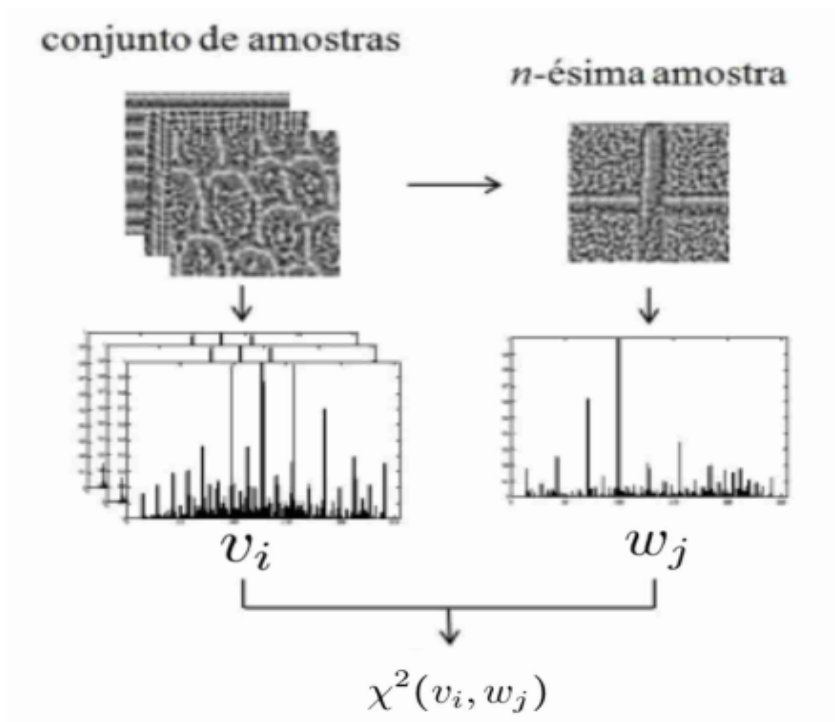 conjunto de amostras
n-ésima amostra
v_i
w_j
χ²(v_i, w_j)